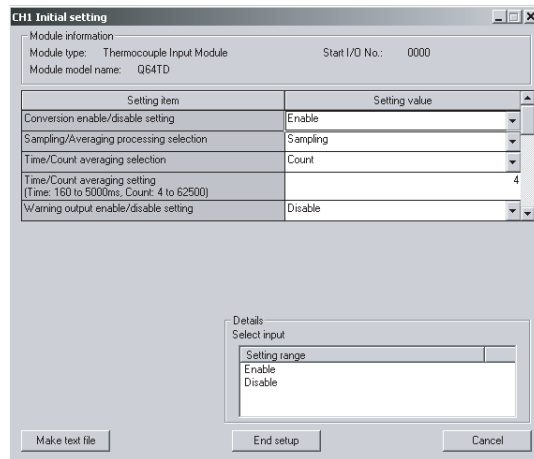 CH1 Initial setting
Module information
Module type: Thermocouple Input Module Start I/O No.: 0000
Module model name: Q64TD
Setting item Setting value
Conversion enable/disable setting Enable
Sampling/Averaging processing selection Sampling
Time/Count averaging selection Count
Time/Count averaging setting
(Time: 160 to 5000ms, Count: 4 to 62500) 4
Warning output enable/disable setting Disable
Details
Select input
Setting range
Enable
Disable
Make text file End setup Cancel